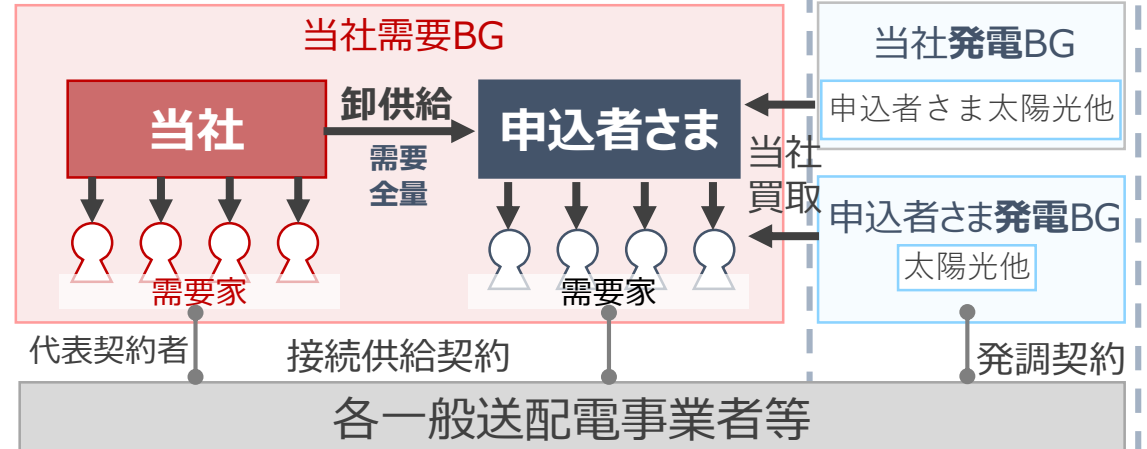 当社需要BG
当社
卸供給
需要
全量
申込者さま
需要家
需要家
当社発電BG
申込者さま太陽光他
当社
買取
申込者さま発電BG
太陽光他
代表契約者
接続供給契約
発調契約
各一般送配電事業者等